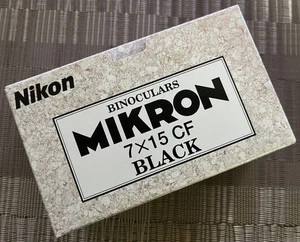 Nikon
BINOCULARS
MIKRON
7×15 CF
BLACK